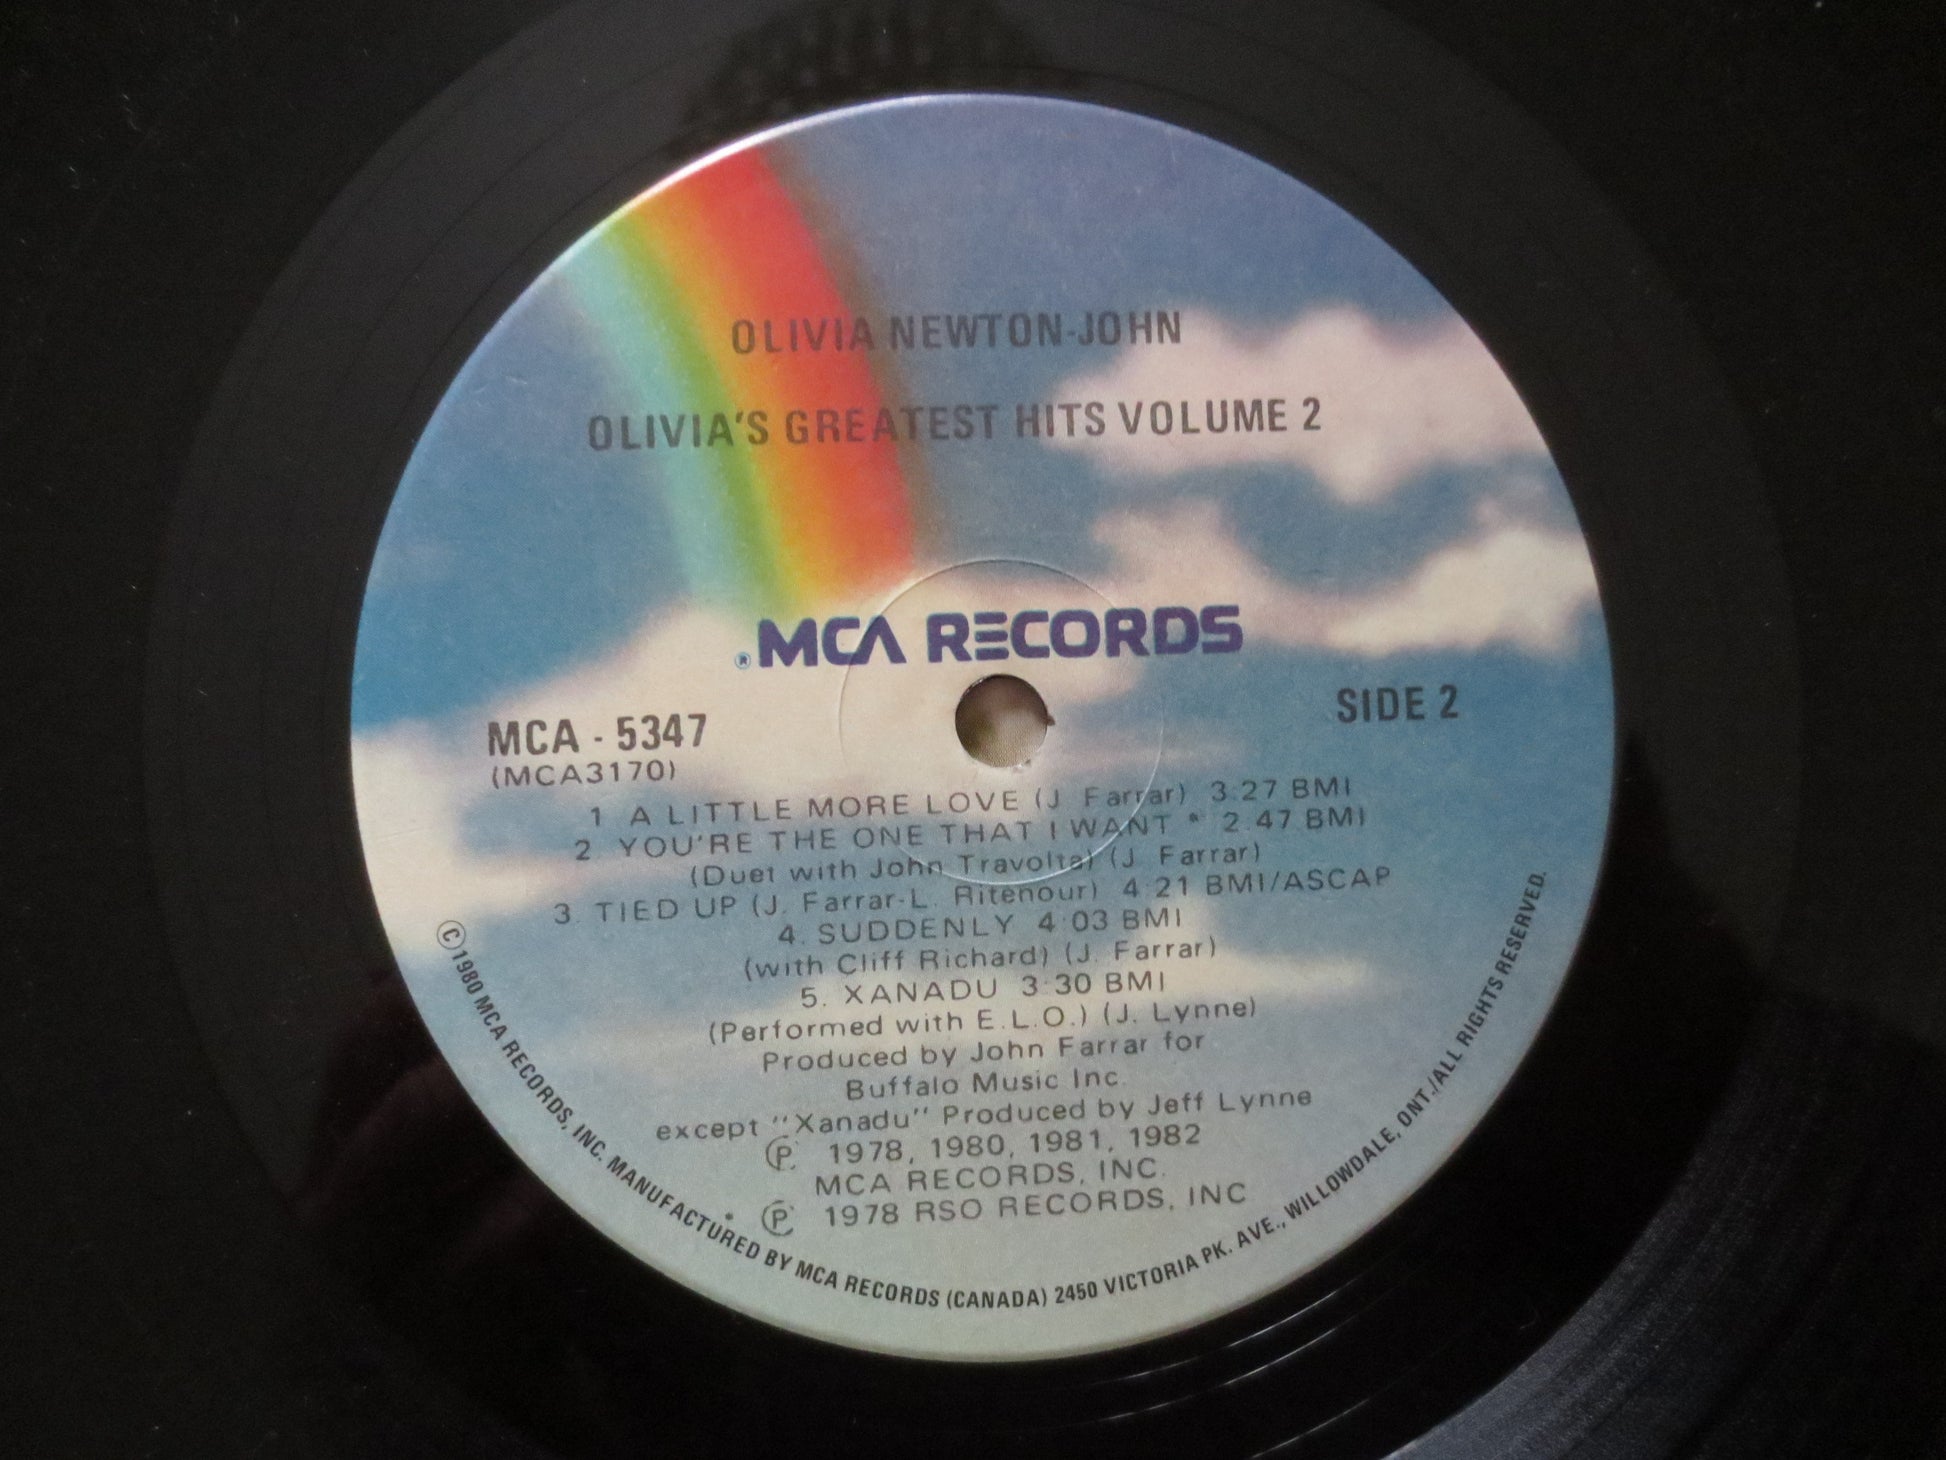 OLIVIA NEWTON-JOHN
OLIVIA'S GREATEST HITS VOLUME 2
® MCA RECORDS
MCA - 5347
(MCA3170)
SIDE 2
1 A LITTLE MORE LOVE (J Farrar) 3:27 BMI
2 YOU'RE THE ONE THAT I WANT * 2.47 BMI
(Duet with John Travolta) (J Farrar)
3. TIED UP (J. Farrar-L. Ritenour) 4:21 BMI/ASCAP
4. SUDDENLY 4:03 BMI
(with Cliff Richard) (J. Farrar)
5. XANADU 3:30 BMI
(Performed with E.L.O.) (J. Lynne)
Produced by John Farrar for
Buffalo Music Inc.
except "Xanadu" Produced by Jeff Lynne
℗ 1978, 1980, 1981, 1982
MCA RECORDS, INC.
* ℗ 1978 RSO RECORDS, INC
©1980 MCA RECORDS, INC. MANUFACTURED BY MCA RECORDS (CANADA) 2450 VICTORIA PK. AVE., WILLOWDALE, ONT./ALL RIGHTS RESERVED.